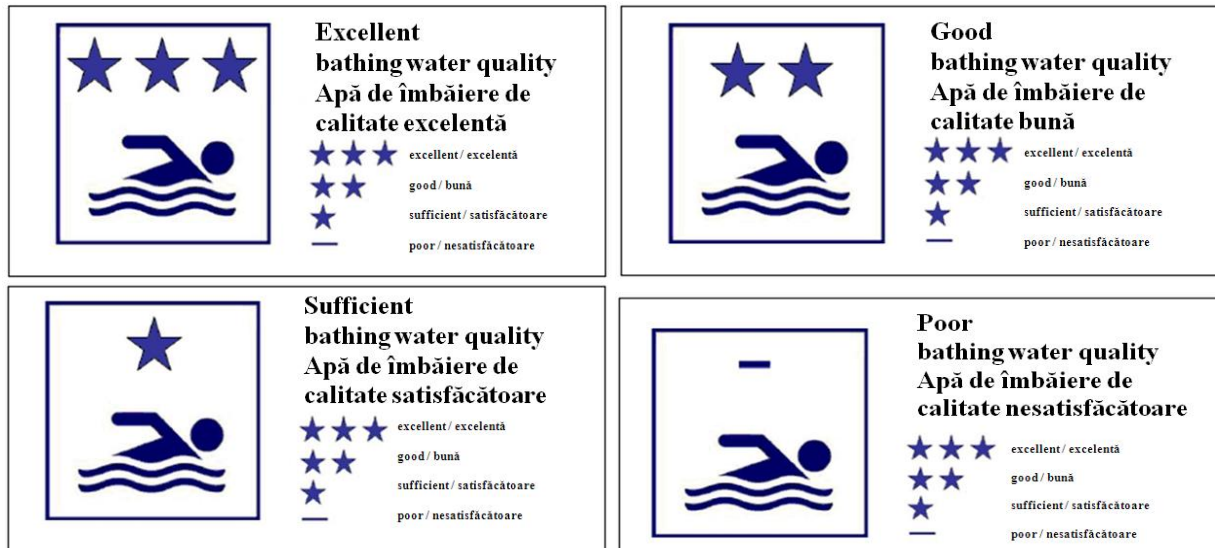 Excellent
bathing water quality
Apă de îmbăiere de
calitate excelentă
excellent / excelentă
good / bună
sufficient / satisfăcătoare
poor / nesatisfăcătoare
Good
bathing water quality
Apă de îmbăiere de
calitate bună
excellent / excelentă
good / bună
sufficient / satisfăcătoare
poor / nesatisfăcătoare
Sufficient
bathing water quality
Apă de îmbăiere de
calitate satisfăcătoare
excellent / excelentă
good / bună
sufficient / satisfăcătoare
poor / nesatisfăcătoare
Poor
bathing water quality
Apă de îmbăiere de
calitate nesatisfăcătoare
excellent / excelentă
good / bună
sufficient / satisfăcătoare
poor / nesatisfăcătoare